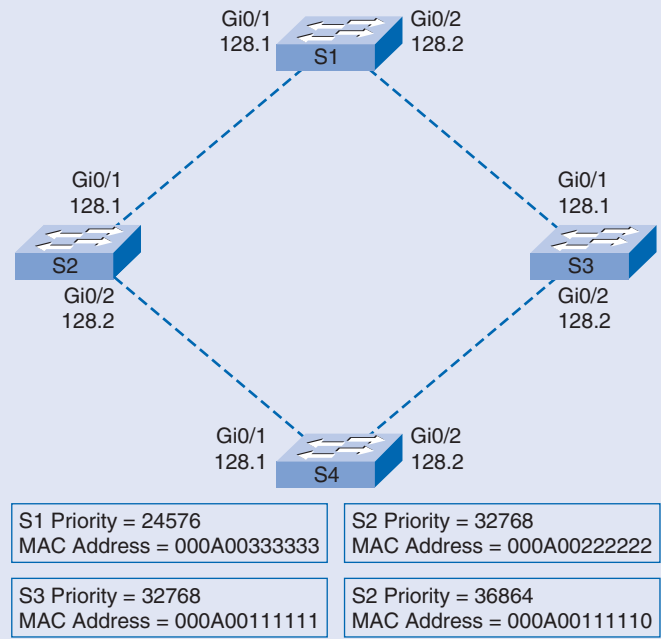 Gi0/1
128.1
Gi0/2
128.2
S1
Gi0/1
128.1
S2
Gi0/2
128.2
Gi0/1
128.1
S3
Gi0/2
128.2
Gi0/1
128.1
S4
Gi0/2
128.2
S1 Priority = 24576
MAC Address = 000A00333333
S2 Priority = 32768
MAC Address = 000A00222222
S3 Priority = 32768
MAC Address = 000A00111111
S2 Priority = 36864
MAC Address = 000A00111110